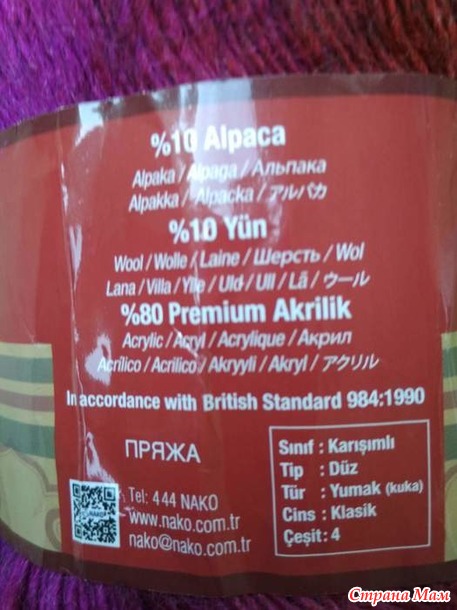 %10 Alpaca
Alpaka / Alpaga / Альпака
Alpakka / Alpacka / アルパカ
%10 Yün
Wool / Wolle / Laine / Шерсть / Wol
Lana / Villa / Ylle / Uld / Ull / Lã / ウール
%80 Premium Akrilik
Acrylic / Acryl / Acrylique / Акрил
Acrílico / Acrilico / Akryyli / Akryl / アクリル
In accordance with British Standard 984:1990
ПРЯЖА
Tel: 444 NAKO
www.nako.com.tr
nako@nako.com.tr
Sınıf : Karışımlı
Tip : Düz
Tür : Yumak (kuka)
Cins : Klasik
Çeşit : 4
Страна Мам